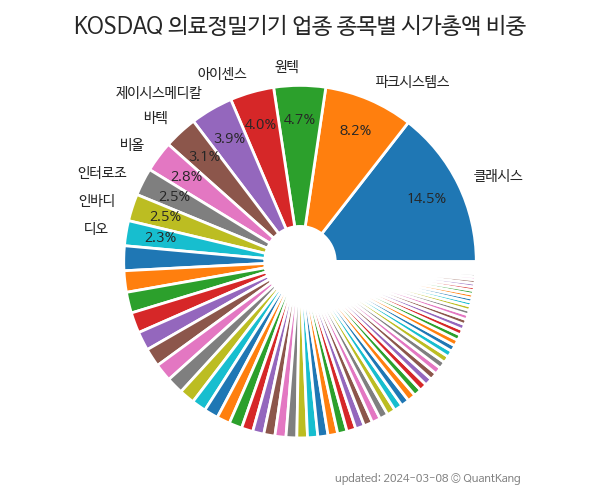 KOSDAQ 의료정밀기기 업종 종목별 시가총액 비중
클래시스
14.5%
파크시스템스
8.2%
원텍
4.7%
아이센스
4.0%
제이시스메디칼
3.9%
바텍
3.1%
비올
2.8%
인터로조
2.5%
인바디
2.5%
디오
2.3%
updated: 2024-03-08 © QuantKang